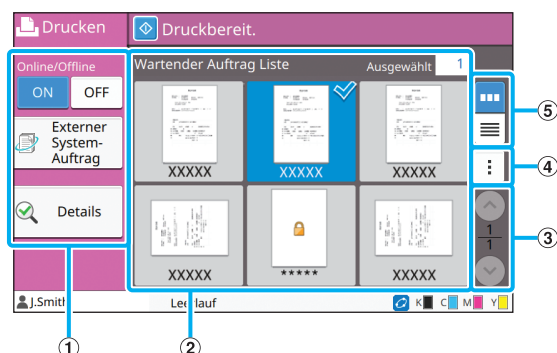 Drucken
Druckbereit.
Online/Offline
ON OFF
Externer
System-
Auftrag
Details
Wartender Auftrag Liste
Ausgewählt 1
XXXXX XXXXX XXXXX
XXXXX ***** XXXXX
1
1
J.Smith
Leerlauf
K C M Y
5
4
3
1 2